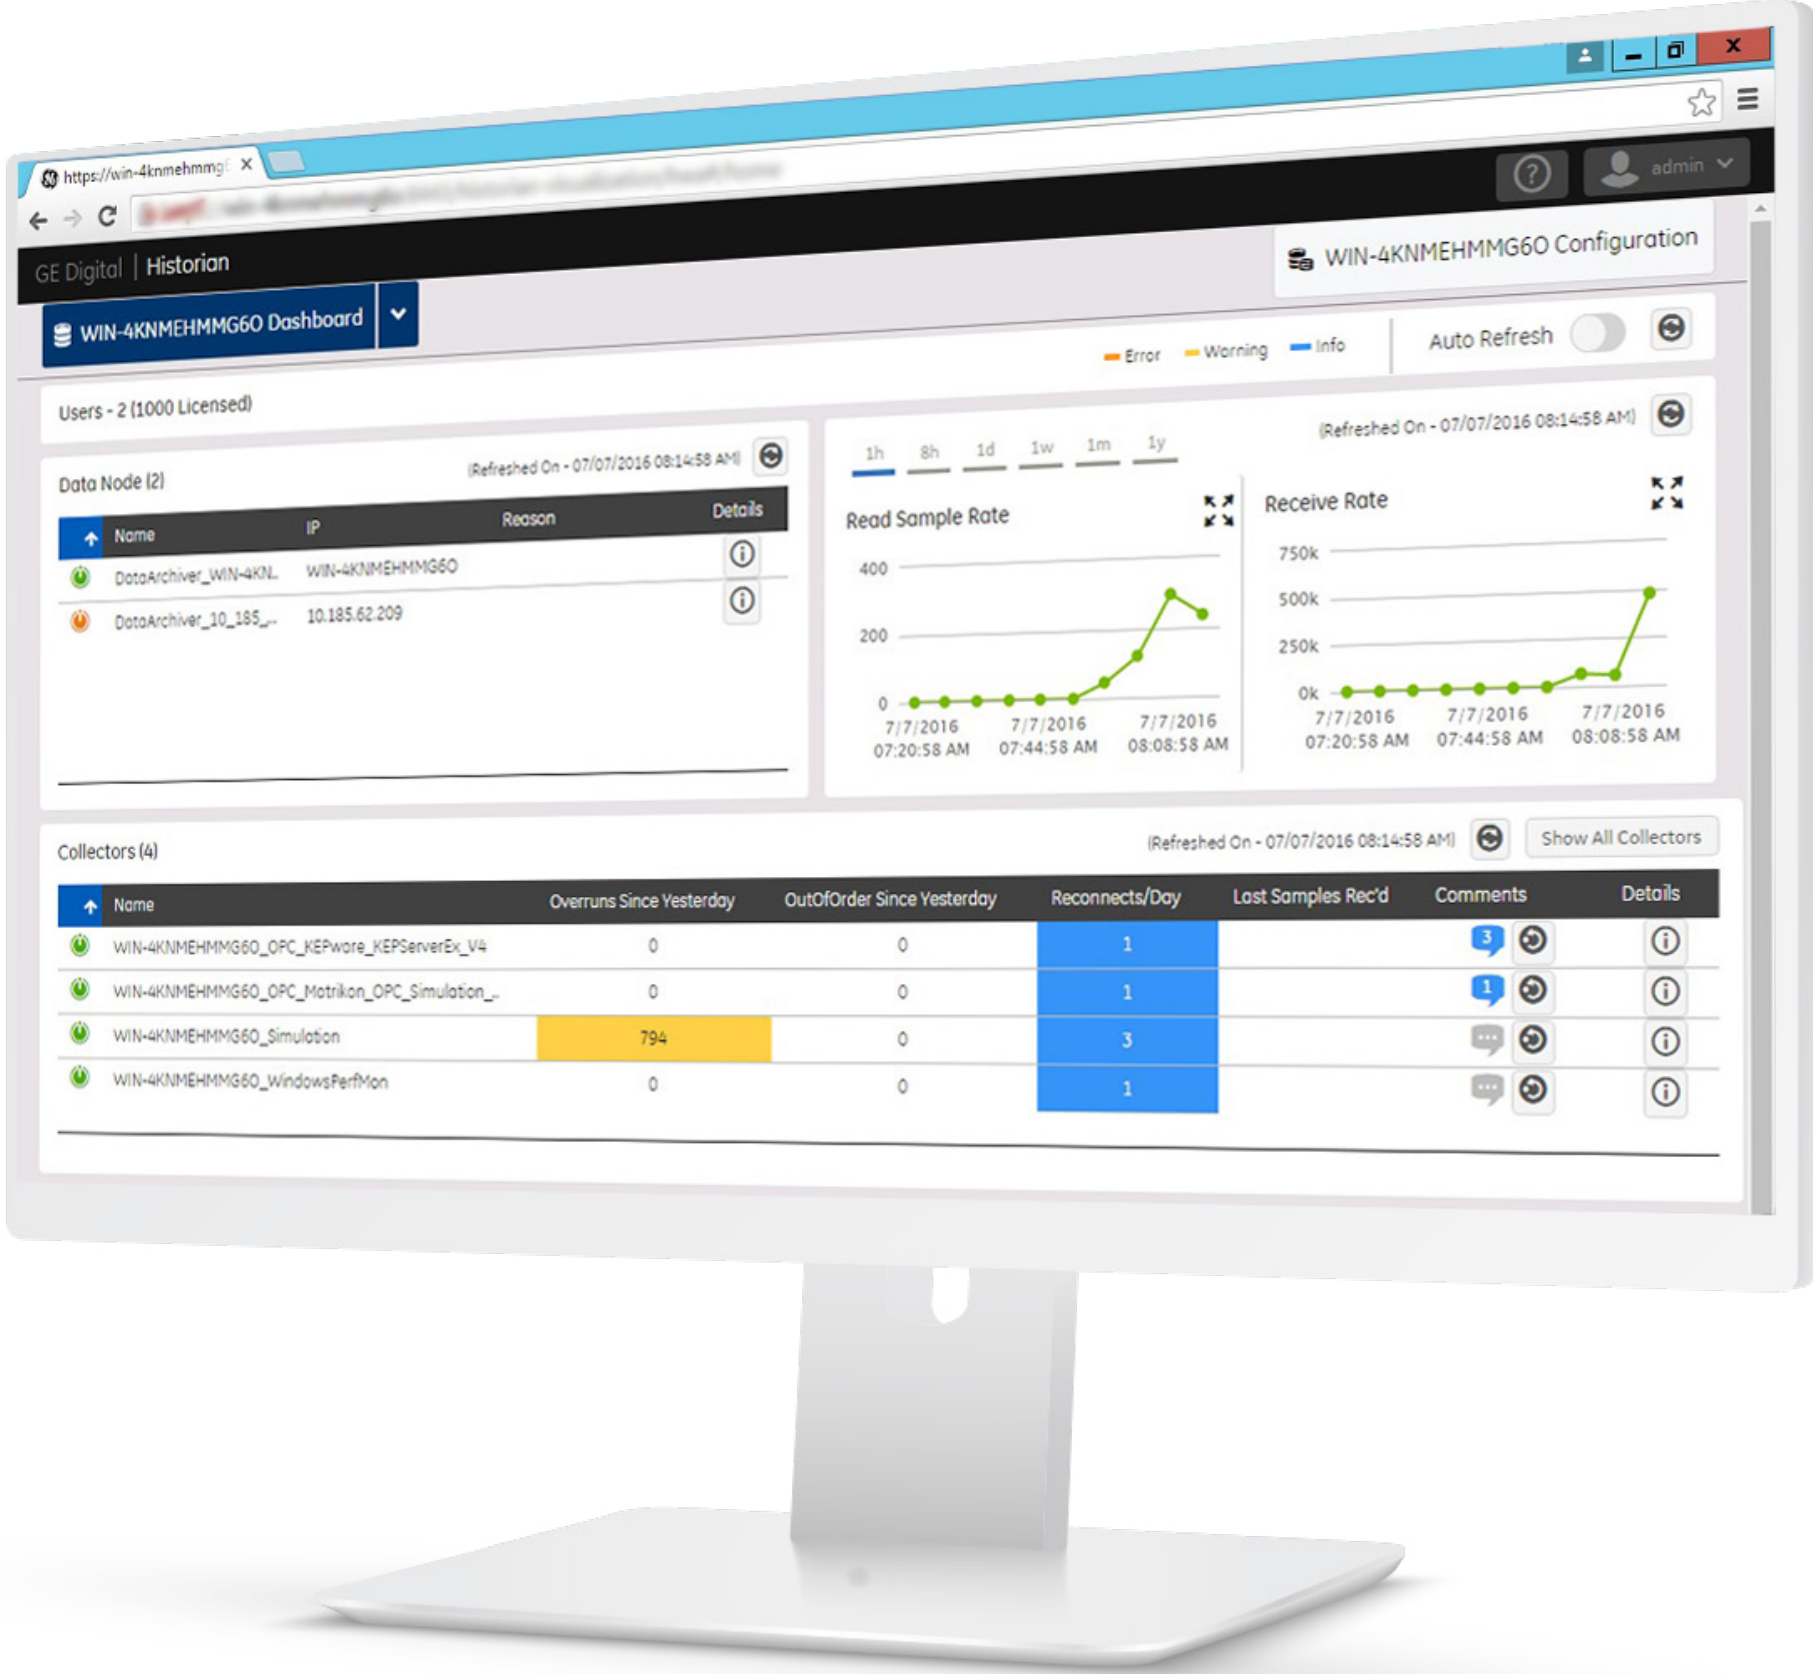 https://win-4knmehmmg6
GE Digital | Historian
admin
WIN-4KNMEHMMG6O Dashboard
WIN-4KNMEHMMG6O Configuration
Error Warning Info
Auto Refresh
Users - 2 (1000 Licensed)
Data Node (2)
(Refreshed On - 07/07/2016 08:14:58 AM)
Name IP Reason Details
DataArchiver_WIN-4KN.. WIN-4KNMEHMMG6O
DataArchiver_10_185_... 10.185.62.209
1h 8h 1d 1w 1m 1y
(Refreshed On - 07/07/2016 08:14:58 AM)
Read Sample Rate
400
200
0
7/7/2016 7/7/2016 7/7/2016
07:20:58 AM 07:44:58 AM 08:08:58 AM
Receive Rate
750k
500k
250k
0k
7/7/2016 7/7/2016 7/7/2016
07:20:58 AM 07:44:58 AM 08:08:58 AM
Collectors (4)
(Refreshed On - 07/07/2016 08:14:58 AM)
Show All Collectors
Name Overruns Since Yesterday OutOfOrder Since Yesterday Reconnects/Day Last Samples Rec'd Comments Details
WIN-4KNMEHMMG6O_OPC_KEPware_KEPServerEx_V4 0 0 1 3
WIN-4KNMEHMMG6O_OPC_Matrikon_OPC_Simulation_... 0 0 1 1
WIN-4KNMEHMMG6O_Simulation 794 0 3
WIN-4KNMEHMMG6O_WindowsPerfMon 0 0 1